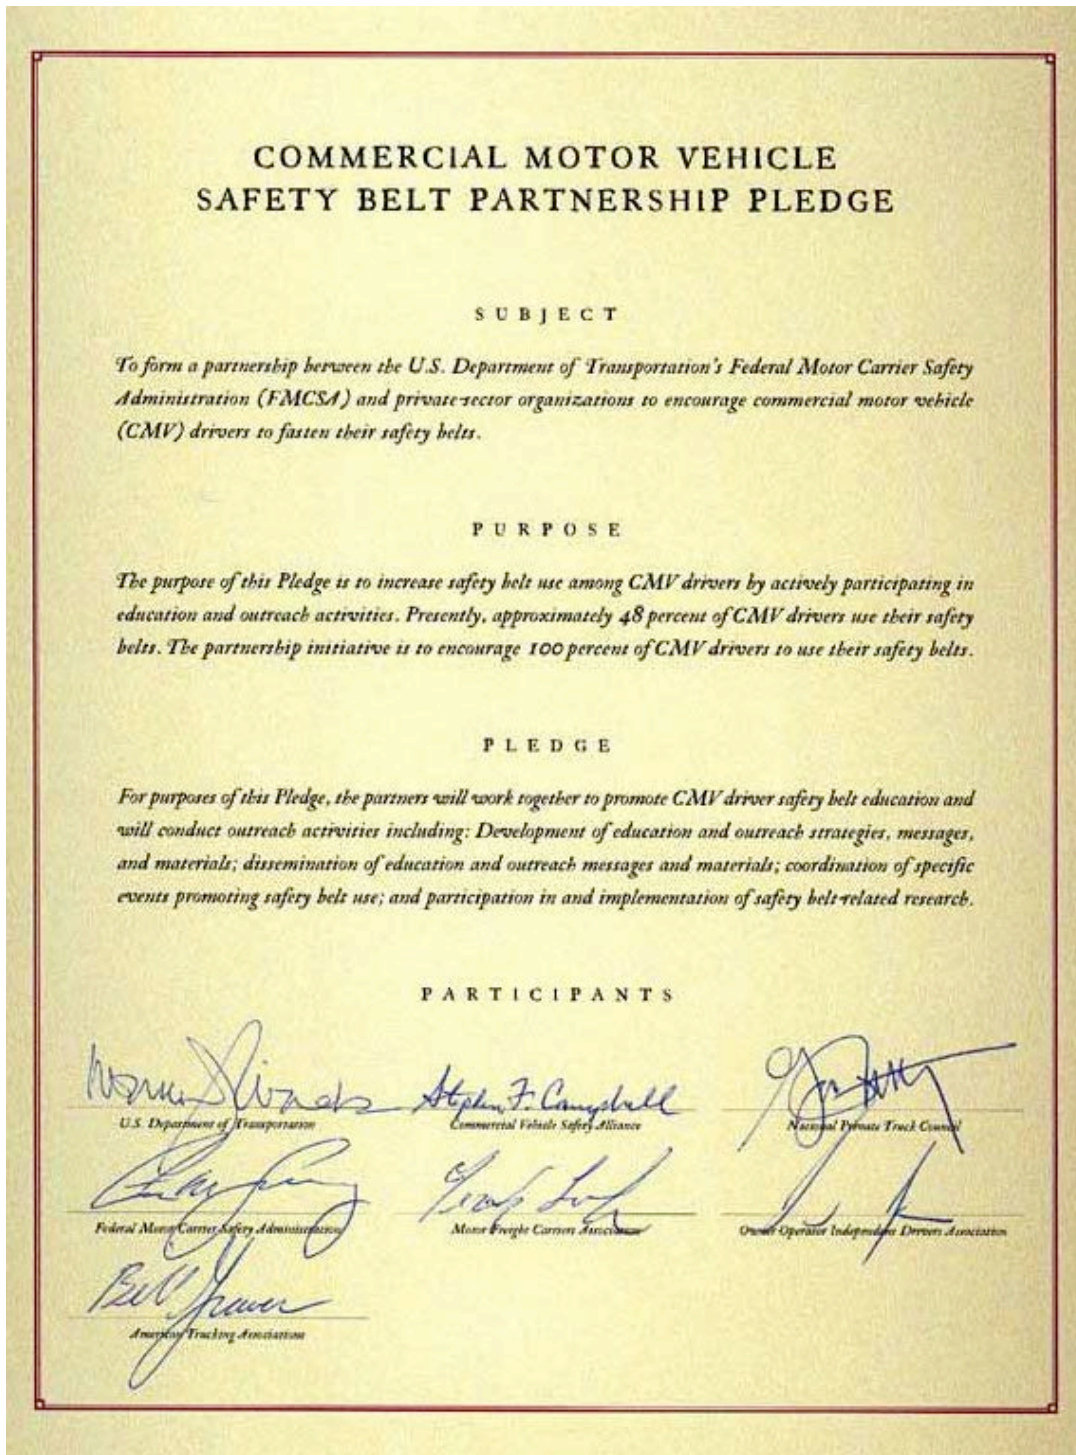 COMMERCIAL MOTOR VEHICLE
SAFETY BELT PARTNERSHIP PLEDGE
SUBJECT
To form a partnership between the U.S. Department of Transportation's Federal Motor Carrier Safety
Administration (FMCSA) and private-sector organizations to encourage commercial motor vehicle
(CMV) drivers to fasten their safety belts.
PURPOSE
The purpose of this Pledge is to increase safety belt use among CMV drivers by actively participating in
education and outreach activities. Presently, approximately 48 percent of CMV drivers use their safety
belts. The partnership initiative is to encourage 100 percent of CMV drivers to use their safety belts.
PLEDGE
For purposes of this Pledge, the partners will work together to promote CMV driver safety belt education and
will conduct outreach activities including: Development of education and outreach strategies, messages,
and materials; dissemination of education and outreach messages and materials; coordination of specific
events promoting safety belt use; and participation in and implementation of safety belt-related research.
PARTICIPANTS
Stephen F. Campbell
U.S. Department of Transportation Commercial Vehicle Safety Alliance National Private Truck Council
Federal Motor Carrier Safety Administration Motor Freight Carriers Association Owner-Operator Independent Drivers Association
Bill
American Trucking Association